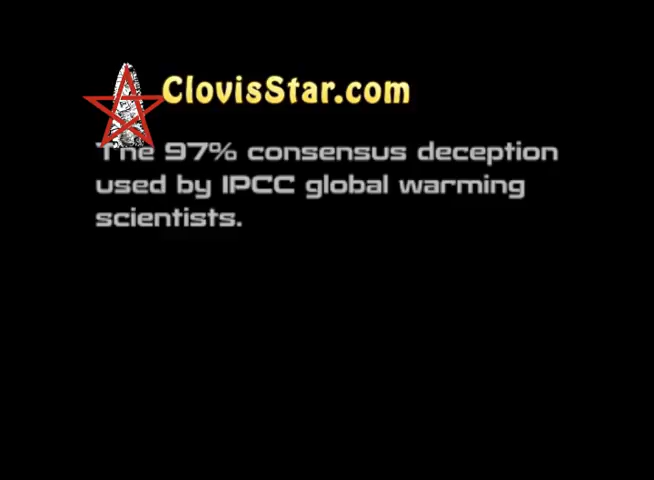 ClovisStar.com
The 97% consensus deception
used by IPCC global warming
scientists.